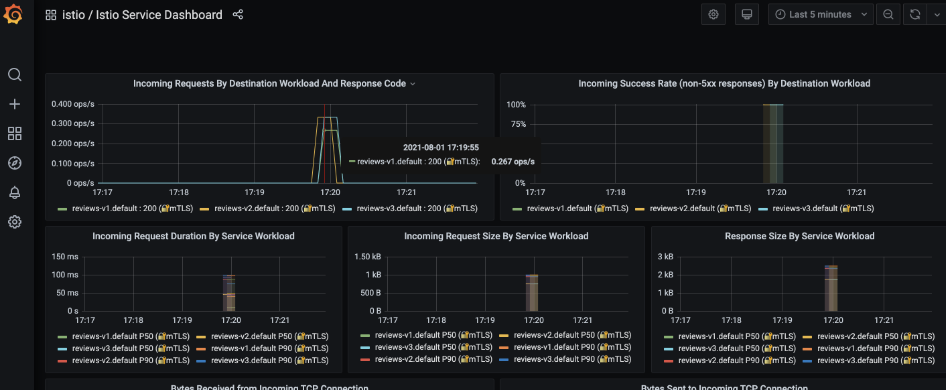 istio / Istio Service Dashboard
Last 5 minutes
Incoming Requests By Destination Workload And Response Code
0.400 ops/s
0.300 ops/s
0.200 ops/s
0.100 ops/s
0 ops/s
17:17 17:18 17:19 17:20 17:21
2021-08-01 17:19:55
reviews-v1.default : 200 (🔐mTLS): 0.267 ops/s
reviews-v1.default : 200 (🔐mTLS) reviews-v2.default : 200 (🔐mTLS) reviews-v3.default : 200 (🔐mTLS)
Incoming Success Rate (non-5xx responses) By Destination Workload
100%
75%
0%
17:17 17:18 17:19 17:20 17:21
reviews-v1.default (🔐mTLS) reviews-v2.default (🔐mTLS) reviews-v3.default (🔐mTLS)
Incoming Request Duration By Service Workload
150 ms
100 ms
50 ms
0 s
17:17 17:18 17:19 17:20 17:21
reviews-v1.default P50 (🔐mTLS) reviews-v2.default P50 (🔐mTLS)
reviews-v3.default P50 (🔐mTLS) reviews-v1.default P90 (🔐mTLS)
reviews-v2.default P90 (🔐mTLS) reviews-v3.default P90 (🔐mTLS)
Incoming Request Size By Service Workload
1.50 kB
1 kB
500 B
0 B
17:17 17:18 17:19 17:20 17:21
reviews-v1.default P50 (🔐mTLS) reviews-v2.default P50 (🔐mTLS)
reviews-v3.default P50 (🔐mTLS) reviews-v1.default P90 (🔐mTLS)
reviews-v2.default P90 (🔐mTLS) reviews-v3.default P90 (🔐mTLS)
Response Size By Service Workload
3 kB
2 kB
1 kB
0 B
17:17 17:18 17:19 17:20 17:21
reviews-v1.default P50 (🔐mTLS) reviews-v2.default P50 (🔐mTLS)
reviews-v3.default P50 (🔐mTLS) reviews-v1.default P90 (🔐mTLS)
reviews-v2.default P90 (🔐mTLS) reviews-v3.default P90 (🔐mTLS)
Bytes Received from Incoming TCP Connection
Bytes Sent to Incoming TCP Connection